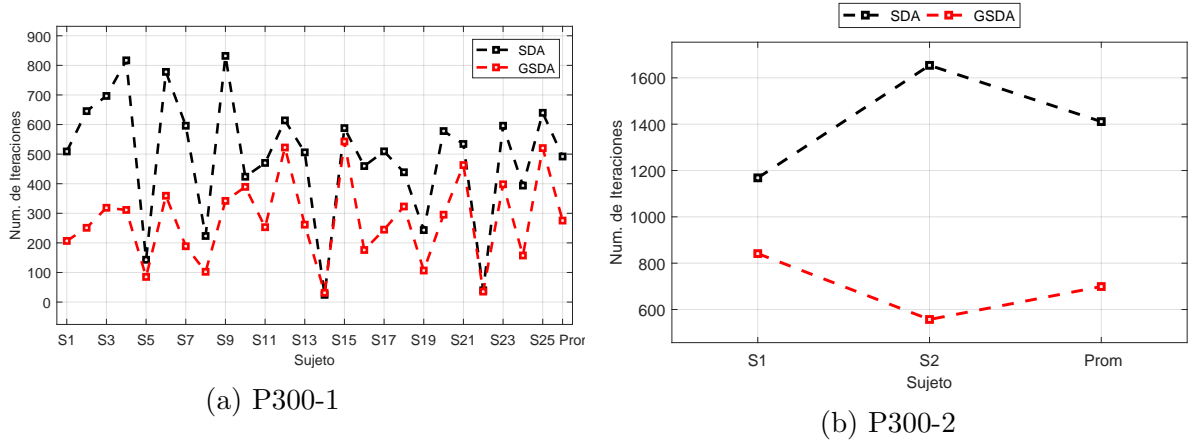 900
800
700
600
500
400
300
200
100
0
Num. de Iteraciones
SDA
GSDA
S1 S3 S5 S7 S9 S11 S13 S15 S17 S19 S21 S23 S25 Pror
Sujeto
(a) P300-1
SDA GSDA
1600
1400
1200
1000
800
600
Num. de Iteraciones
S1 S2 Prom
Sujeto
(b) P300-2